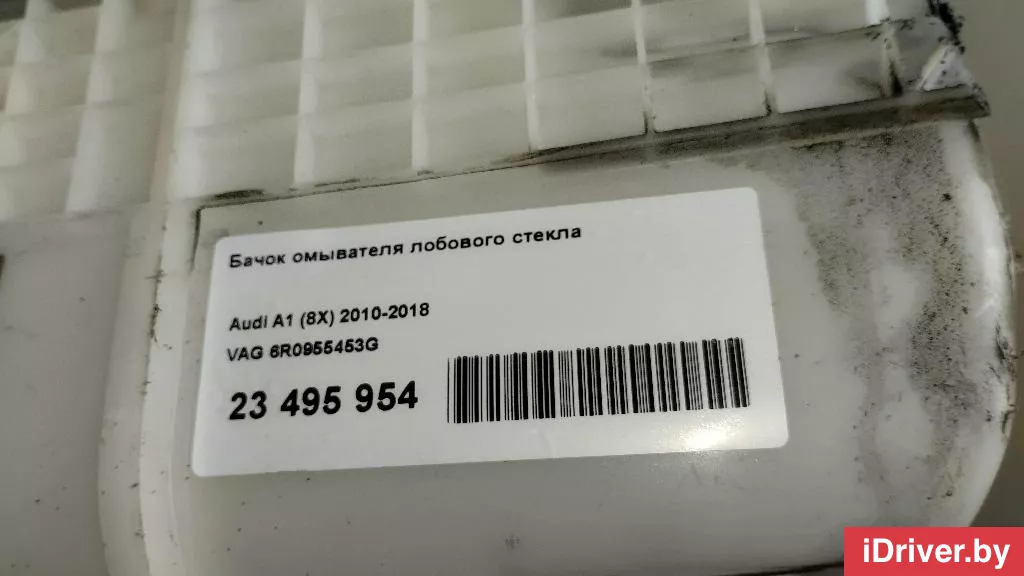 Бачок омывателя лобового стекла
Audi A1 (8X) 2010-2018
VAG 6R0955453G
23 495 954
iDriver.by